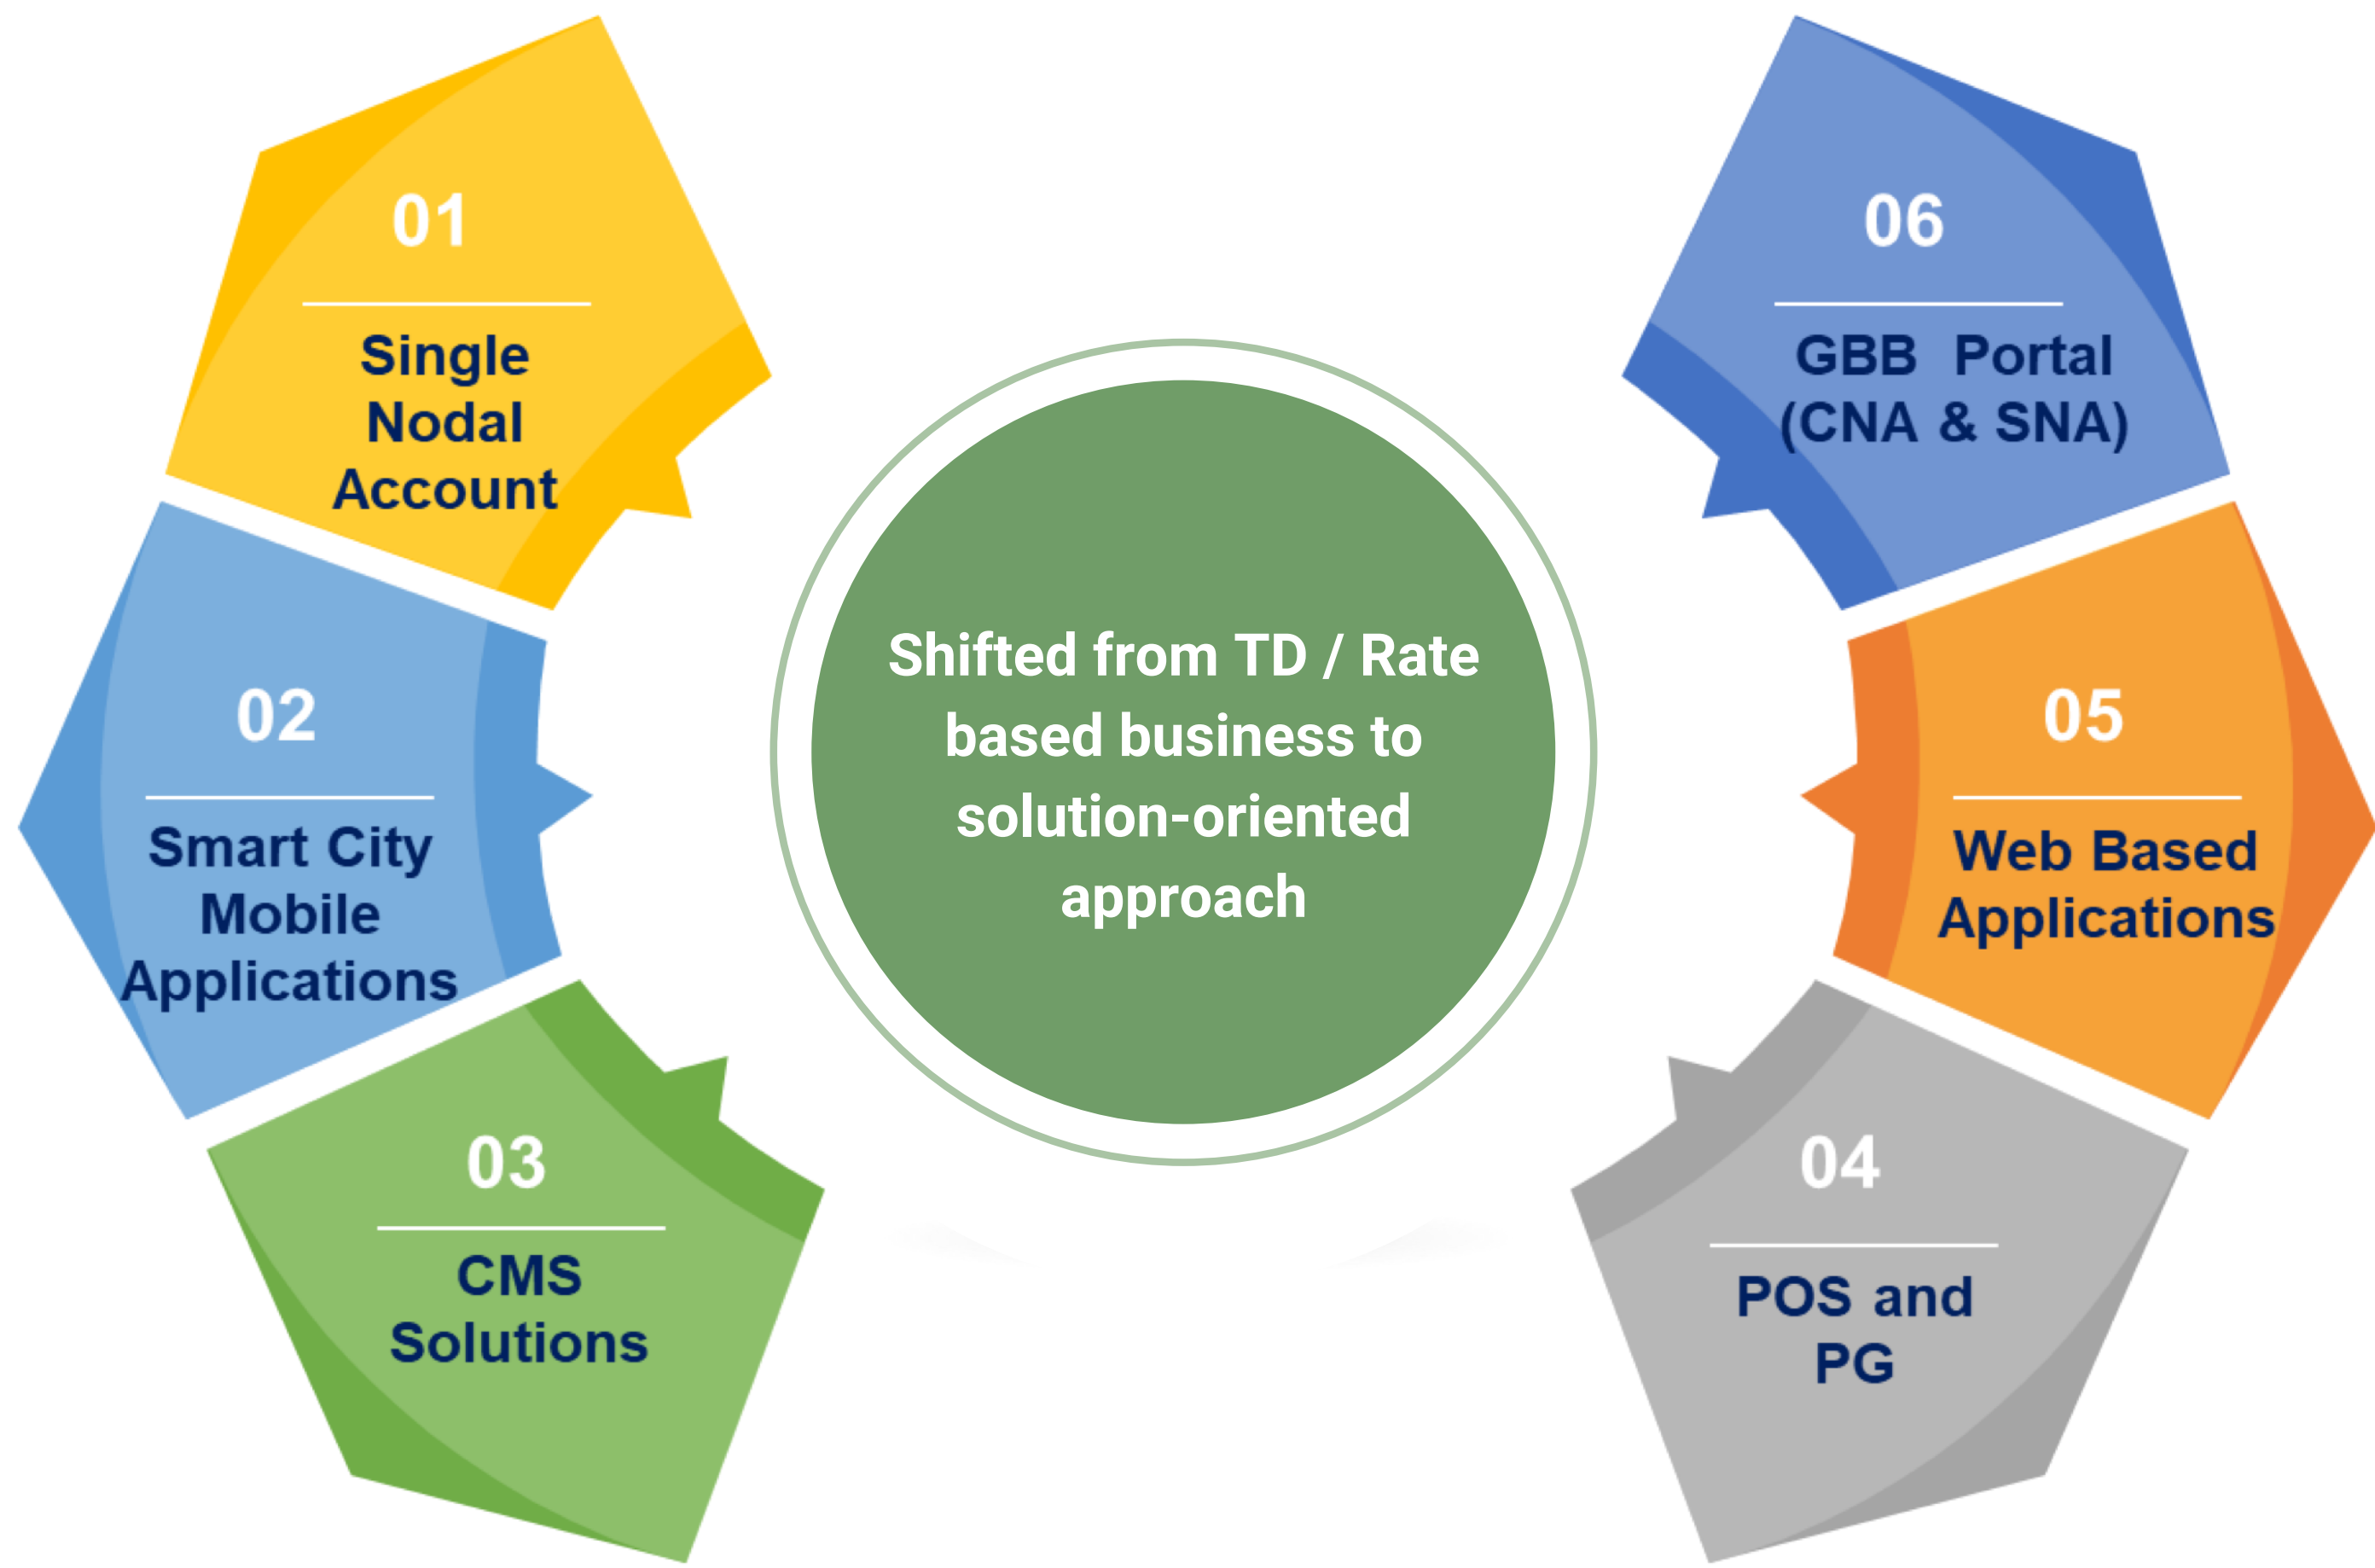 01
Single
Nodal
Account
02
Smart City
Mobile
Applications
03
CMS
Solutions
Shifted from TD / Rate
based business to
solution-oriented
approach
04
POS and
PG
05
Web Based
Applications
06
GBB Portal
(CNA & SNA)